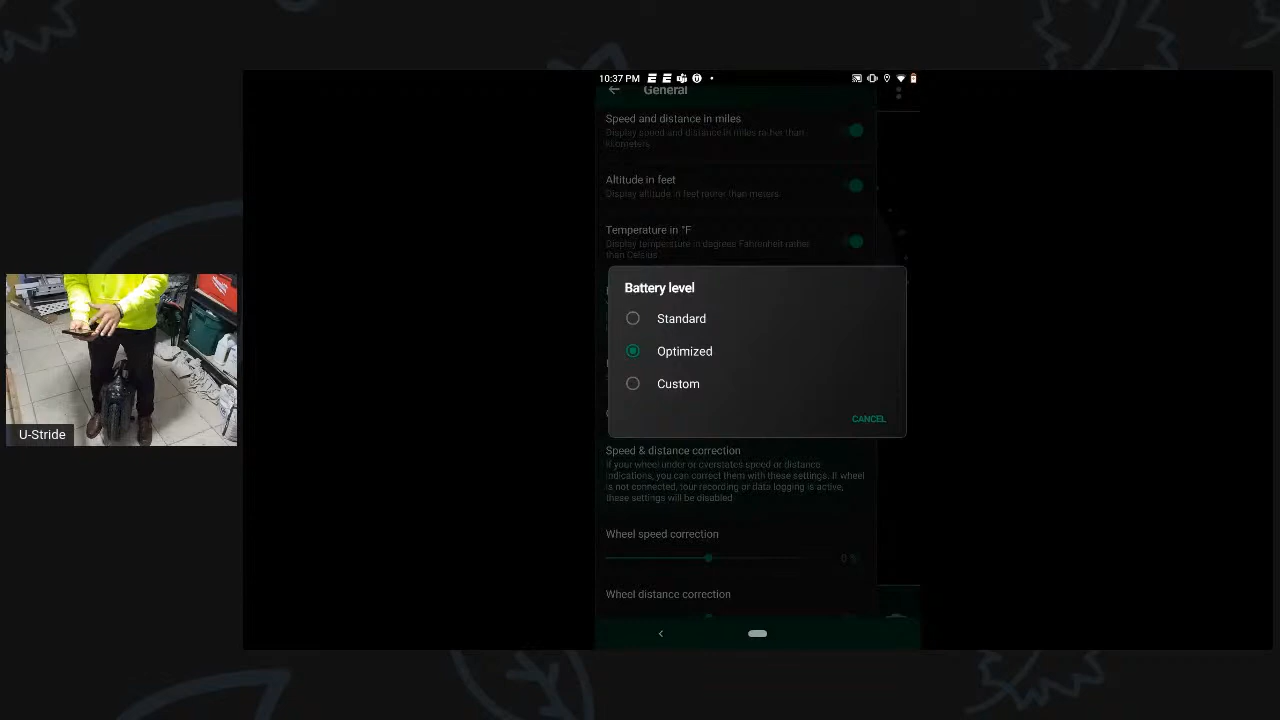 10:37 PM
General
Speed and distance in miles
Display speed and distance in miles rather than
kilometers
Altitude in feet
Display altitude in feet rather than meters.
Temperature in °F
Display temperature in degrees Fahrenheit rather
than Celsius
Battery level
Standard
Optimized
Custom
CANCEL
Speed & distance correction
If your wheel under or overstates speed or distance
indications, you can correct them with these settings. If wheel
is not connected, tour recording or data logging is active,
these settings will be disabled
Wheel speed correction
0 %
Wheel distance correction
U-Stride